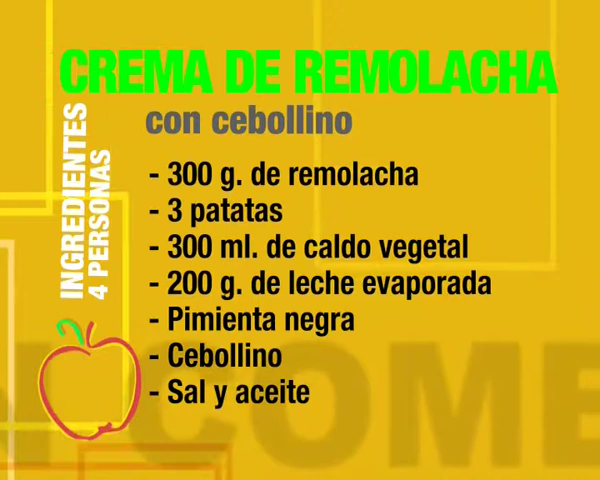 CREMA DE REMOLACHA
con cebollino
INGREDIENTES
4 PERSONAS
- 300 g. de remolacha
- 3 patatas
- 300 ml. de caldo vegetal
- 200 g. de leche evaporada
- Pimienta negra
- Cebollino
- Sal y aceite